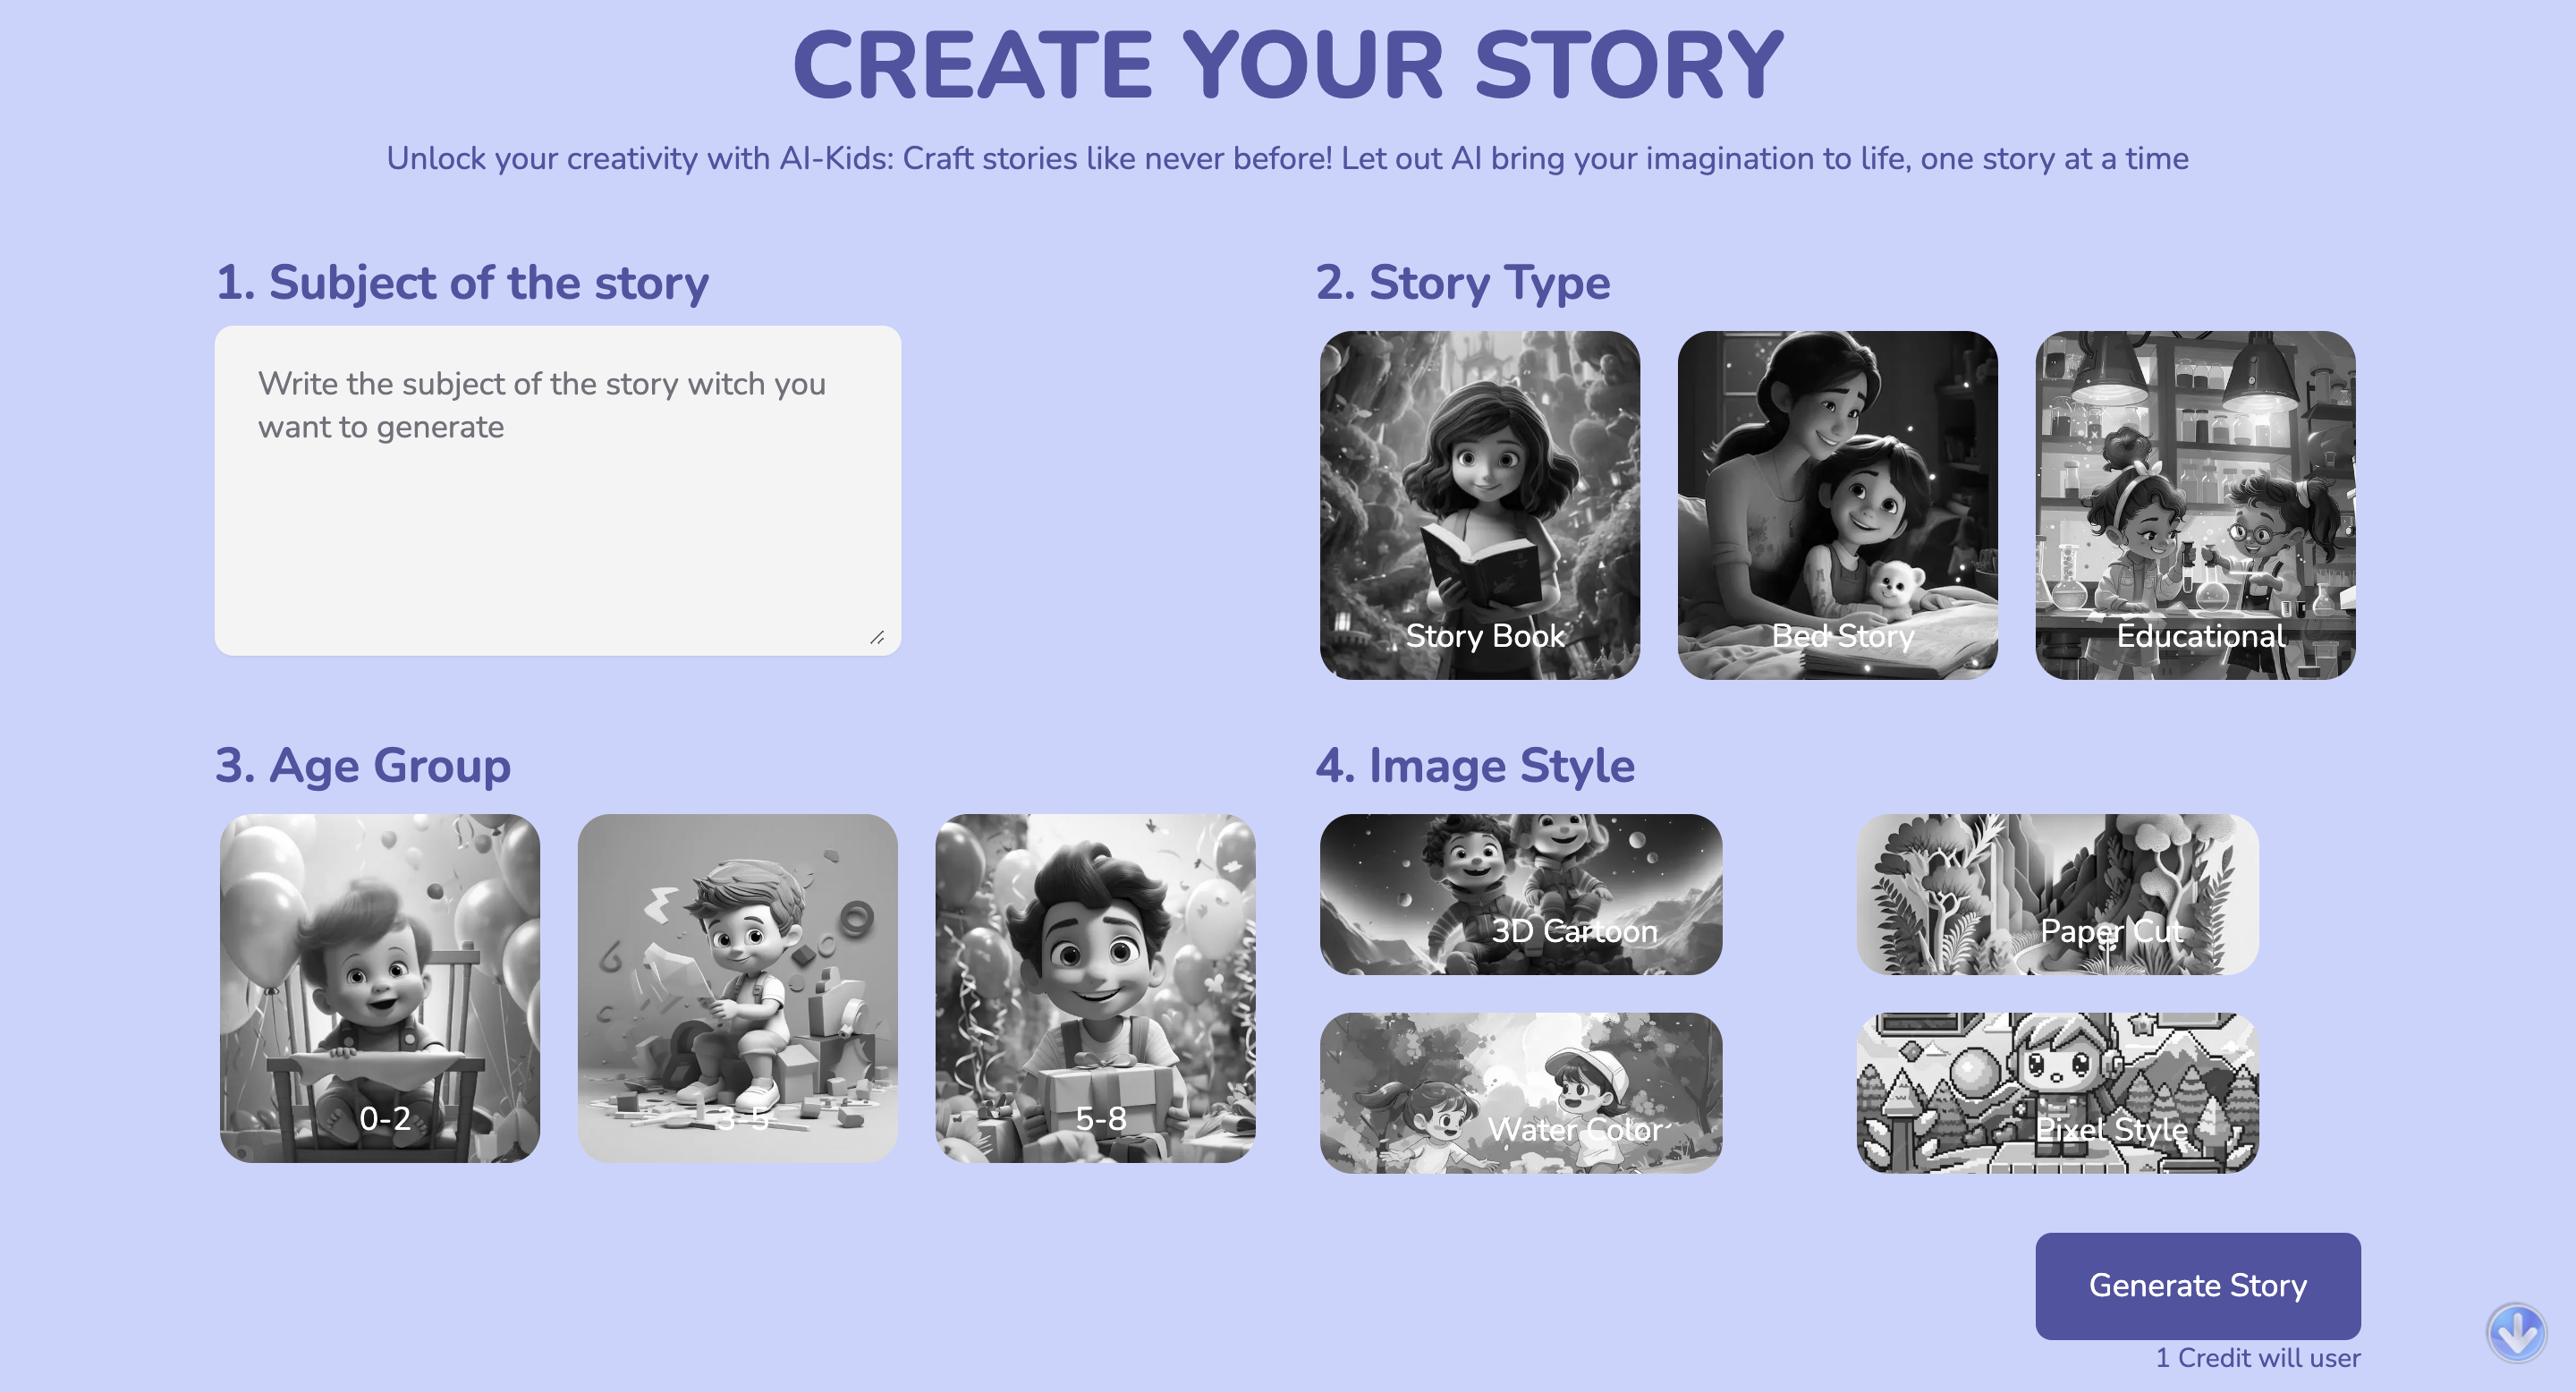 CREATE YOUR STORY
Unlock your creativity with AI-Kids: Craft stories like never before! Let out AI bring your imagination to life, one story at a time
1. Subject of the story
Write the subject of the story witch you
want to generate
2. Story Type
Story Book
Bed Story
Educational
3. Age Group
0-2
3-5
5-8
4. Image Style
3D Cartoon
Paper Cut
Water Color
Pixel Style
Generate Story
1 Credit will user